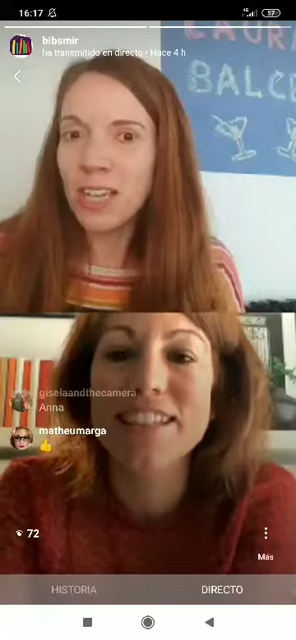 16:17
4G
57
bibsmir
ha transmitido en directo • Hace 4 h
LAURA
BALCE
giselaandthecamera
Anna
matheumarga
👍
72
Más
HISTORIA
DIRECTO